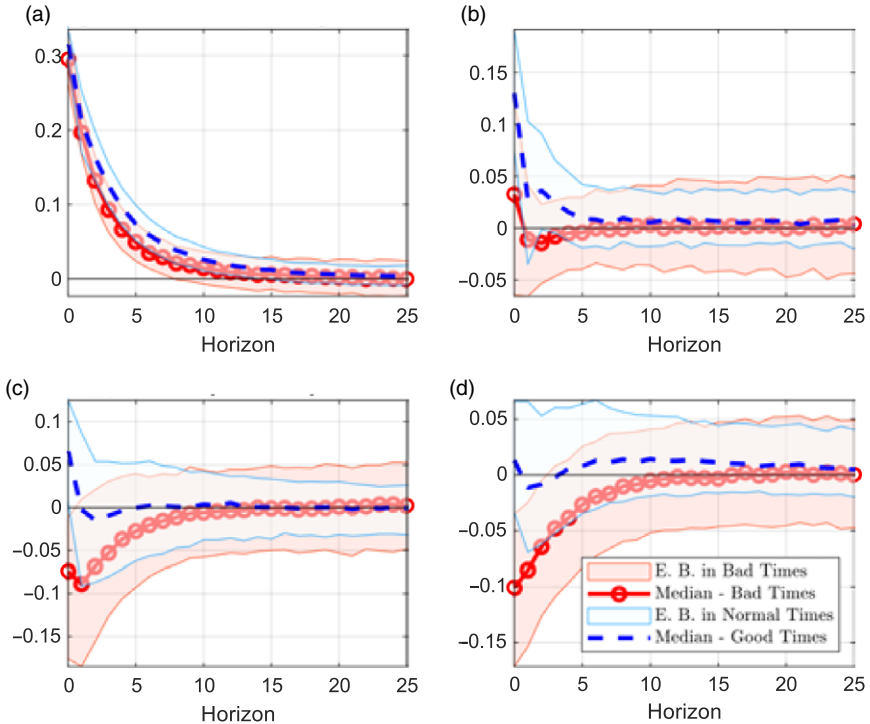 (a)
0.3
0.2
0.1
0
0 5 10 15 20 25
Horizon
(b)
0.15
0.1
0.05
0
−0.05
0 5 10 15 20 25
Horizon
(c)
0.1
0.05
0
−0.05
−0.1
−0.15
0 5 10 15 20 25
Horizon
(d)
0.05
0
−0.05
−0.1
−0.15
0 5 10 15 20 25
Horizon
E. B. in Bad Times
Median - Bad Times
E. B. in Normal Times
Median - Good Times